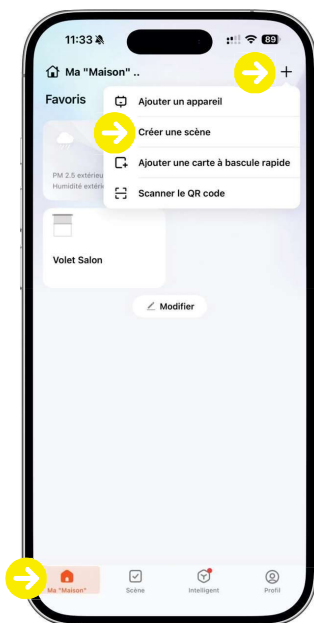 11:33
89
Ma "Maison" ..
Favoris
Ajouter un appareil
Créer une scène
Ajouter une carte à bascule rapide
Scanner le QR code
PM 2.5 extérieu
Humidité extérie
Volet Salon
Modifier
Ma "Maison"
Scène
Intelligent
Profil